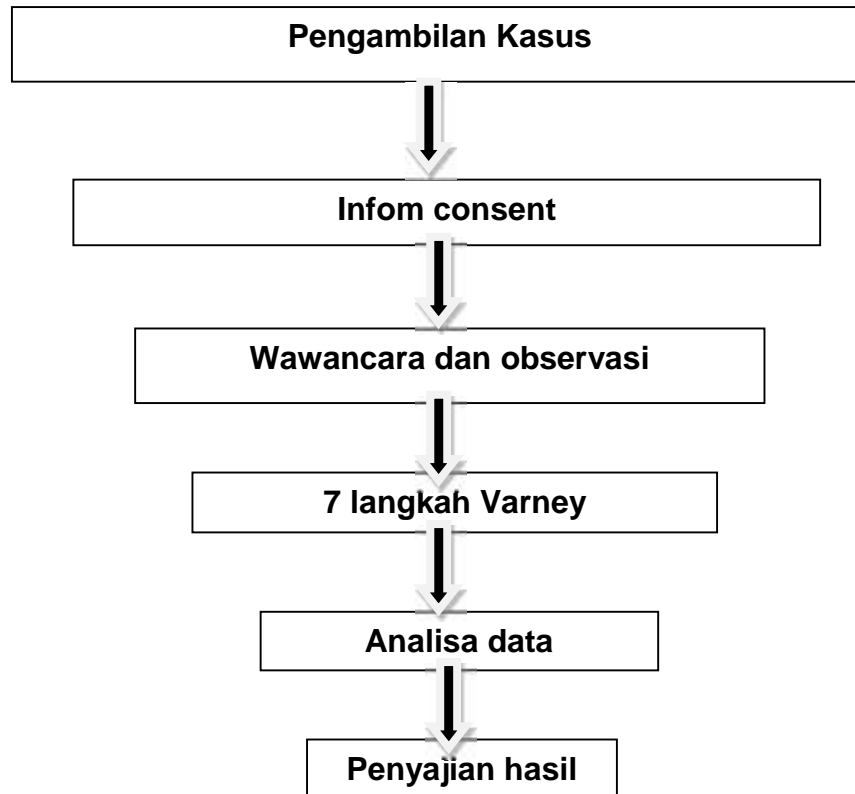 Pengambilan Kasus
Infom consent
Wawancara dan observasi
7 langkah Varney
Analisa data
Penyajian hasil